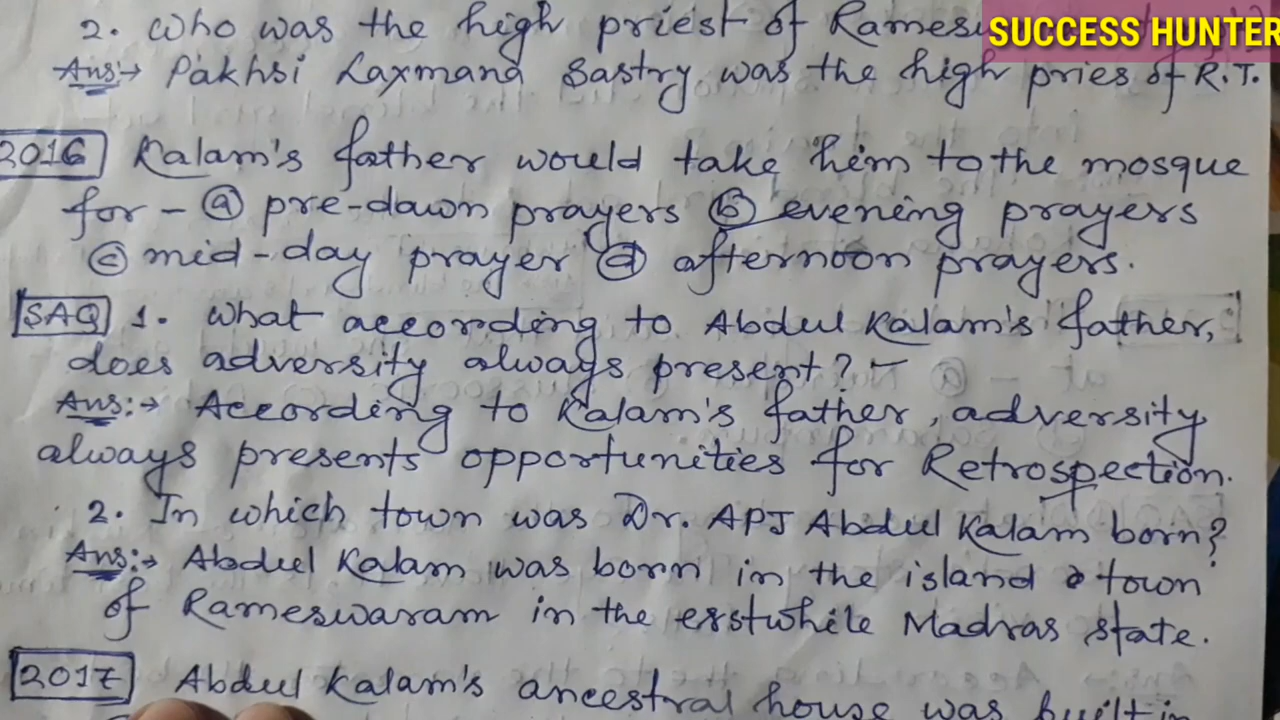 2. Who was the high priest of
SUCCESS HUNTER
Ans:→ Pakhsi Laxmana Sastry was the high pries of R.T.
2016 Kalam's father would take him to the mosque
for - ⓐ pre-dawn prayers ⓑ evening prayers
ⓒ mid-day prayer ⓓ afternoon prayers.
SAQ 1. What according to Abdul Kalam's father,
does adversity always present? -
Ans:→ According to Kalam's father, adversity
always presents opportunities for Retrospection.
2. In which town was Dr. APJ Abdul Kalam born?
Ans:→ Abdul Kalam was born in the island town
of Rameswaram in the erstwhile Madras state.
2017 Abdul Kalam's ancestral house was built in